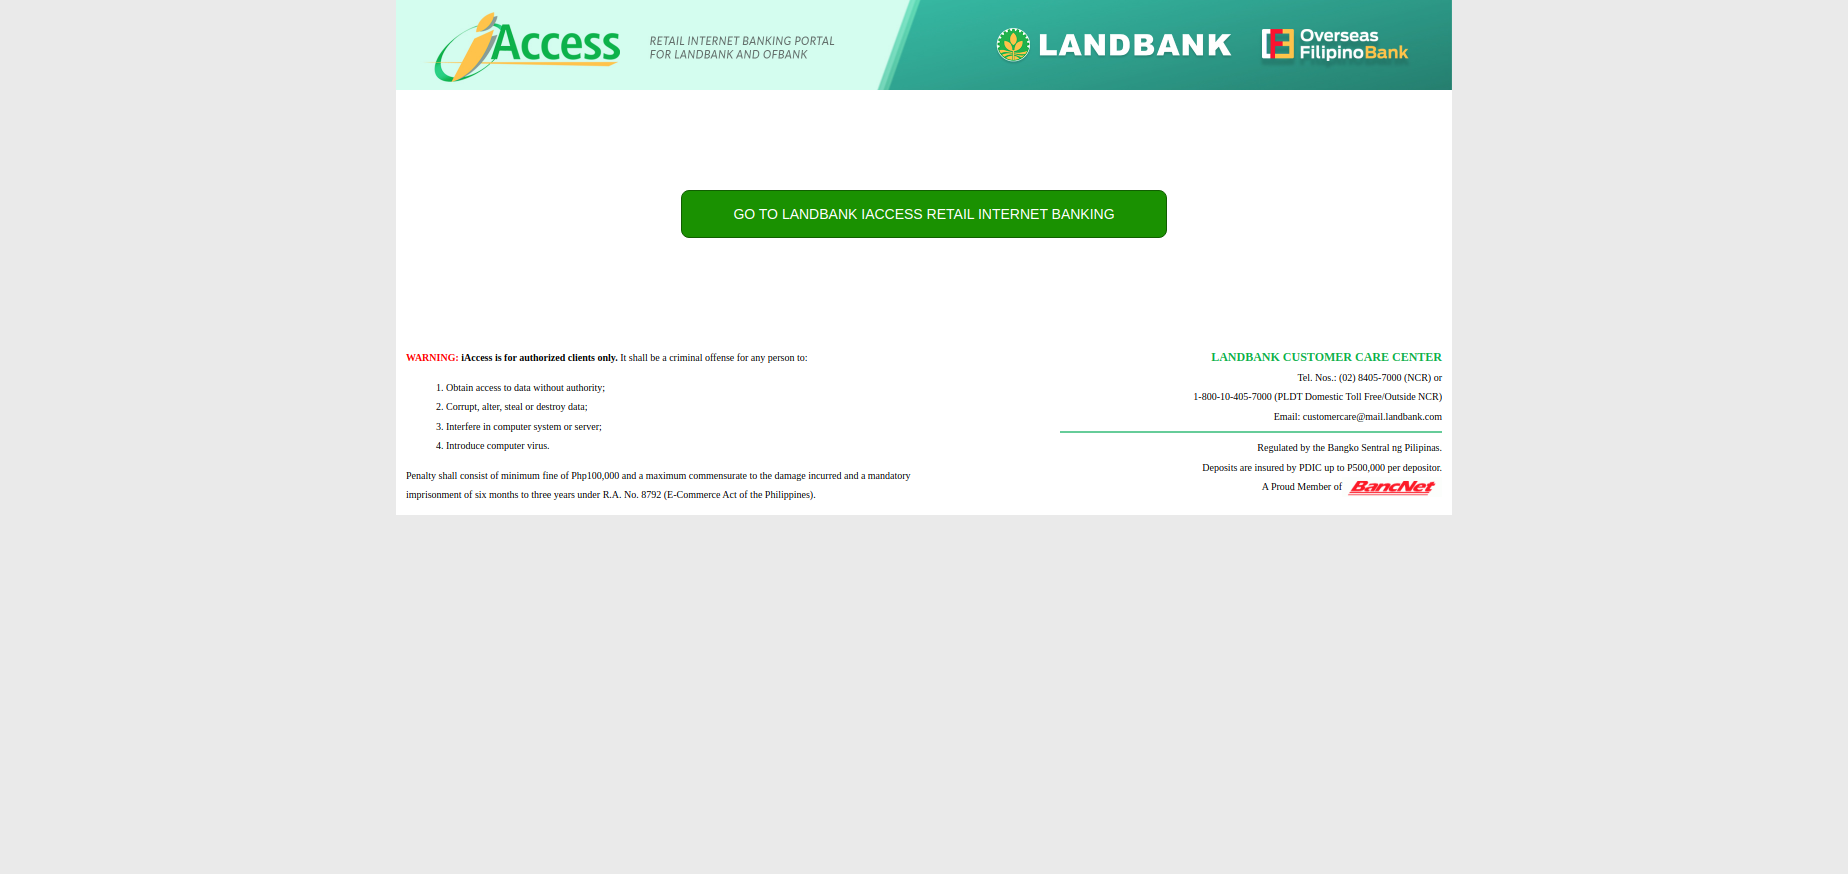 iAccess
RETAIL INTERNET BANKING PORTAL
FOR LANDBANK AND OFBANK
LANDBANK
Overseas
FilipinoBank
GO TO LANDBANK IACCESS RETAIL INTERNET BANKING
WARNING: iAccess is for authorized clients only. It shall be a criminal offense for any person to:
1. Obtain access to data without authority;
2. Corrupt, alter, steal or destroy data;
3. Interfere in computer system or server;
4. Introduce computer virus.
Penalty shall consist of minimum fine of Php100,000 and a maximum commensurate to the damage incurred and a mandatory
imprisonment of six months to three years under R.A. No. 8792 (E-Commerce Act of the Philippines).
LANDBANK CUSTOMER CARE CENTER
Tel. Nos.: (02) 8405-7000 (NCR) or
1-800-10-405-7000 (PLDT Domestic Toll Free/Outside NCR)
Email: customercare@mail.landbank.com
Regulated by the Bangko Sentral ng Pilipinas.
Deposits are insured by PDIC up to P500,000 per depositor.
A Proud Member of BancNet